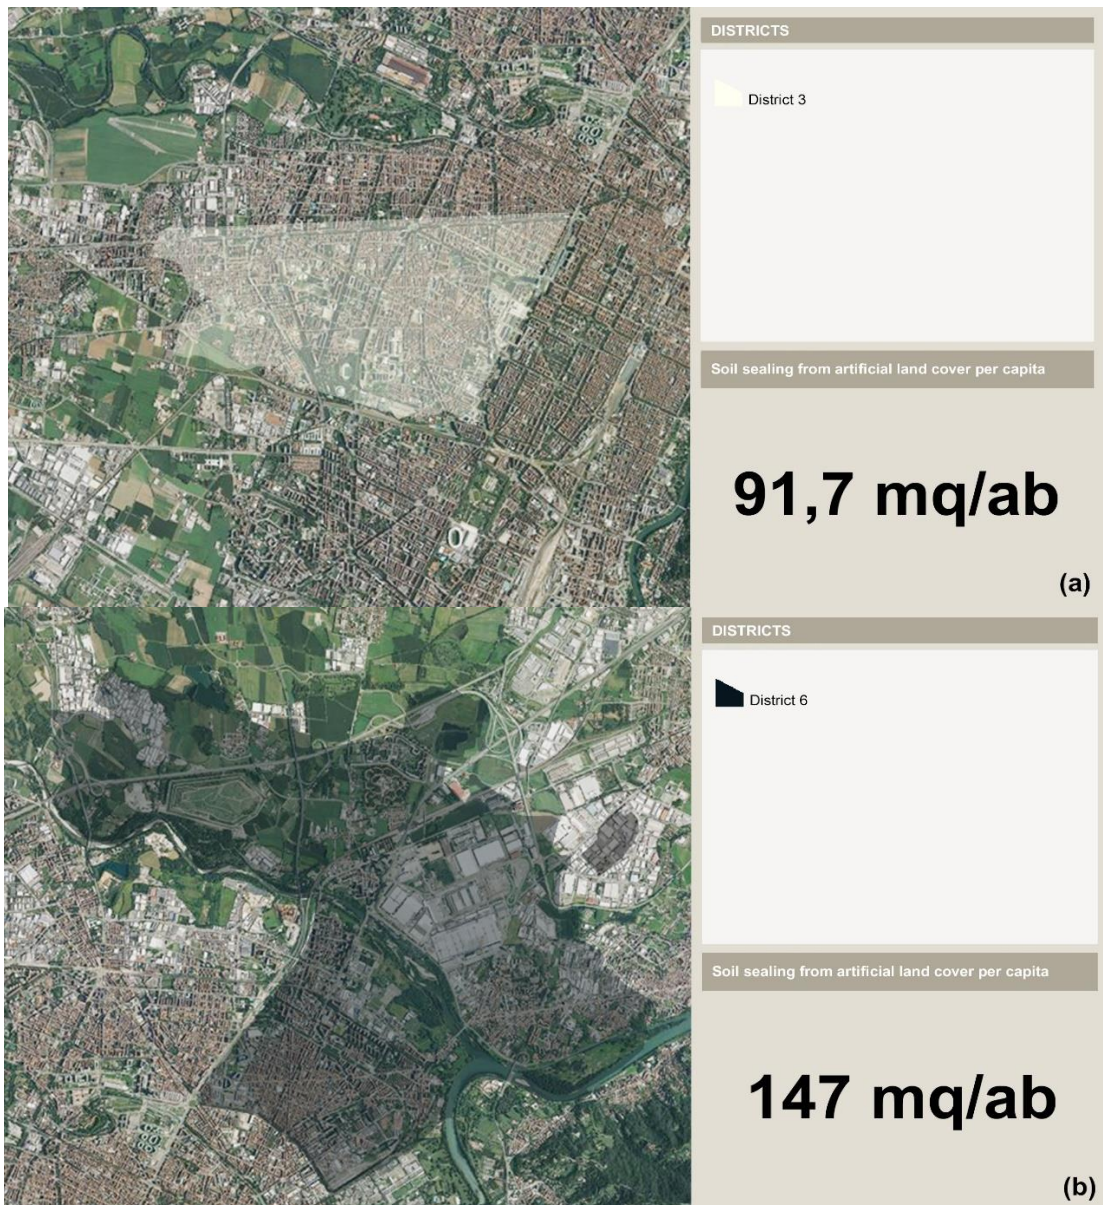 DISTRICTS
District 3
Soil sealing from artificial land cover per capita
91,7 mq/ab
(a)
DISTRICTS
District 6
Soil sealing from artificial land cover per capita
147 mq/ab
(b)